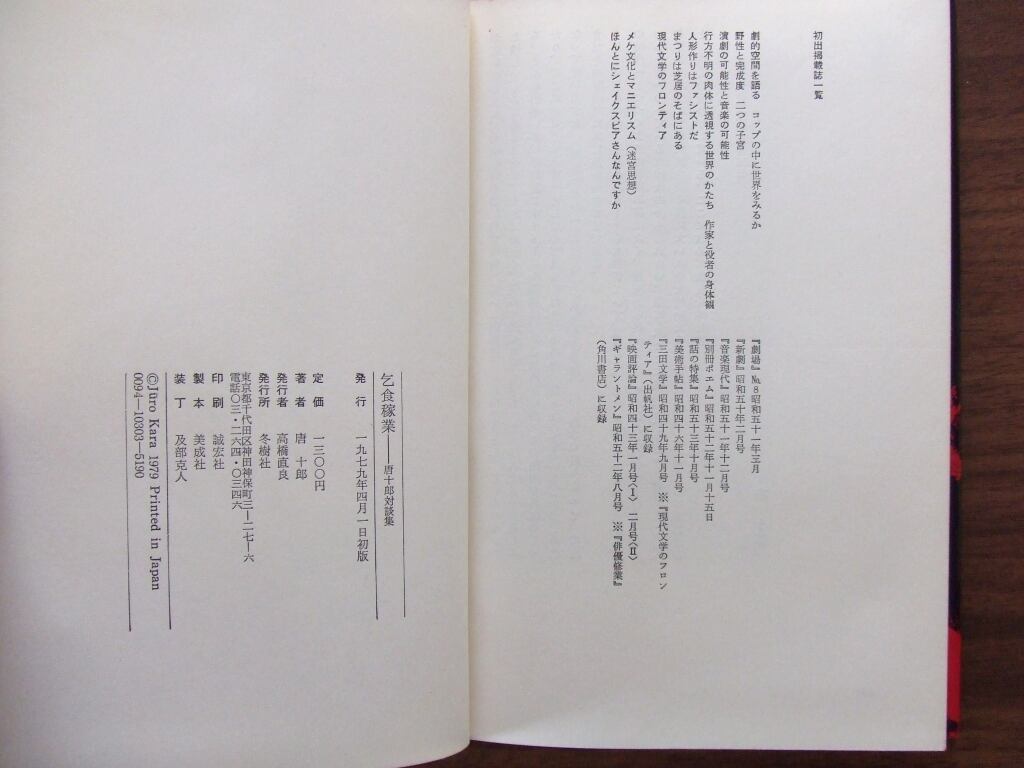 初出掲載誌一覧
劇的空間を語る　コップの中に世界をみるか
『劇場』№8昭和五十一年三月
野性と完成度　二つの子宮
『新劇』昭和五十年二月号
演劇の可能性と音楽の可能性
『音楽現代』昭和五十一年十二月号
行方不明の肉体に透視する世界のかたち　作家と役者の身体観
『別冊ポエム』昭和五十二年十一月十五日
人形作りはファシストだ
『話の特集』昭和五十三年十月号
まつりは芝居のそばにある
『美術手帖』昭和四十六年十一月号
現代文学のフロンティア
『三田文学』昭和四十九年九月号　※『現代文学のフロン
ティア』（出帆社）に収録
メケ文化とマニエリスム（迷宮思想）
『映画評論』昭和四十三年一月号〈Ⅰ〉二月号〈Ⅱ〉
ほんとにシェイクスピアさんなんですか
『ギャラントメン』昭和五十二年八月号　※『俳優修業』
（角川書店）に収録
乞食稼業――唐十郎対談集
発行　一九七九年四月一日初版
定価　一三〇〇円
著者　唐十郎
発行者　高橋直良
発行所　冬樹社
東京都千代田区神田神保町三―二七―六
電話〇三・二六四・〇三四六
印刷　誠宏社
製本　美成社
装丁　及部克人
©Jūro Kara 1979 Printed in Japan
0094―10303―5190